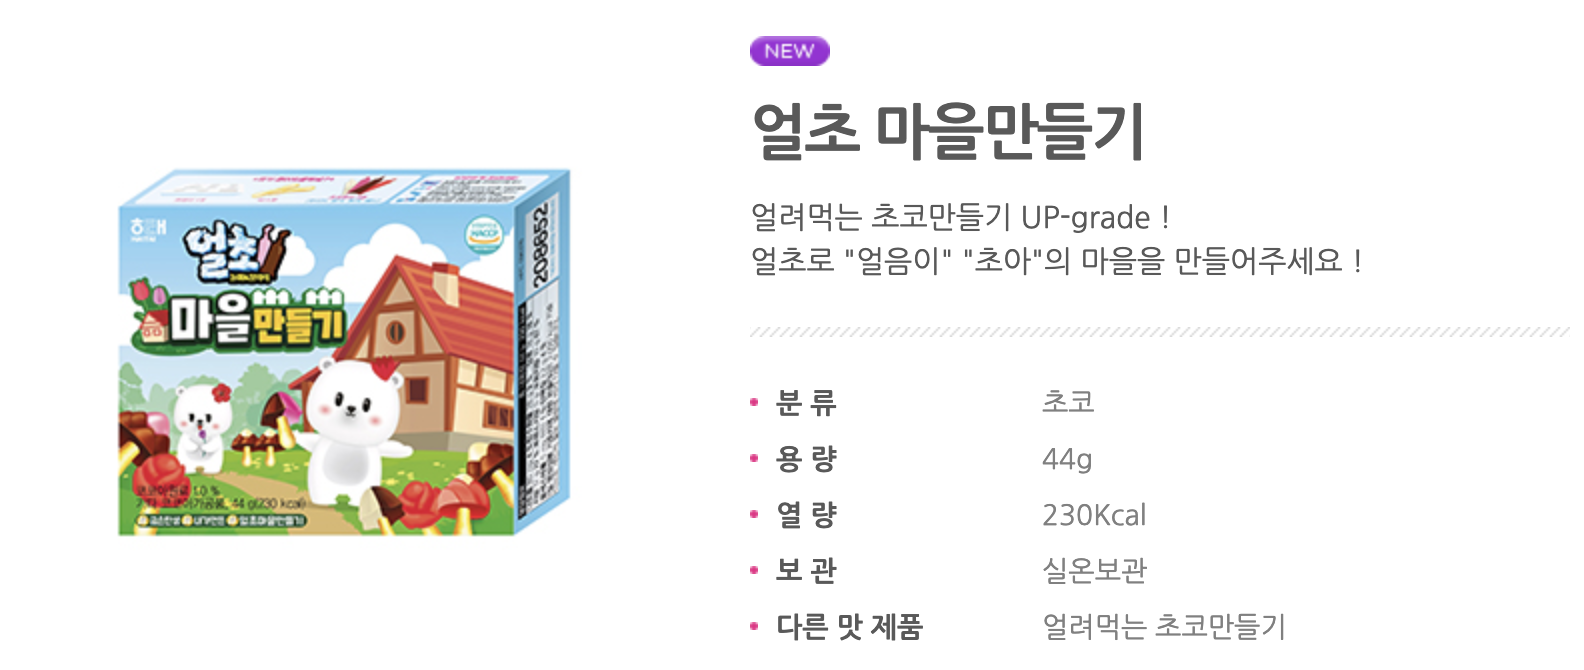 NEW
얼초 마을만들기
얼려먹는 초코만들기 UP-grade !
얼초로 "얼음이" "초아"의 마을을 만들어주세요 !
분 류 초코
용 량 44g
열 량 230Kcal
보 관 실온보관
다른 맛 제품 얼려먹는 초코만들기
해태
HAITAI
얼초
HACCP
마을만들기
208652
1.0 %
44 g(230 kcal)